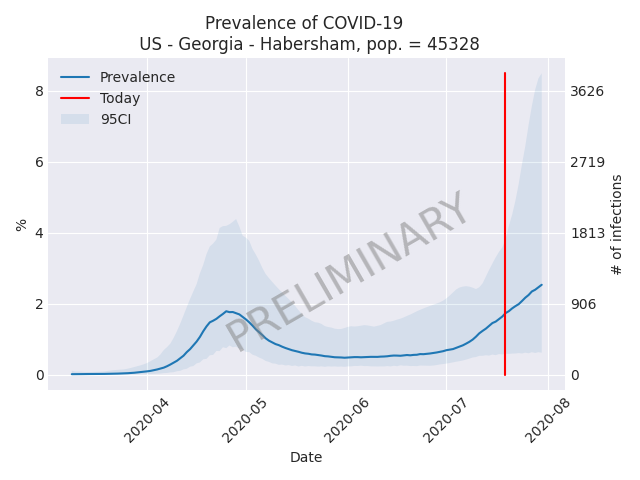 Prevalence of COVID-19
US - Georgia - Habersham, pop. = 45328
Prevalence
Today
95CI
8
6
4
2
0
%
3626
2719
1813
906
0
# of infections
PRELIMINARY
2020-04
2020-05
2020-06
2020-07
2020-08
Date